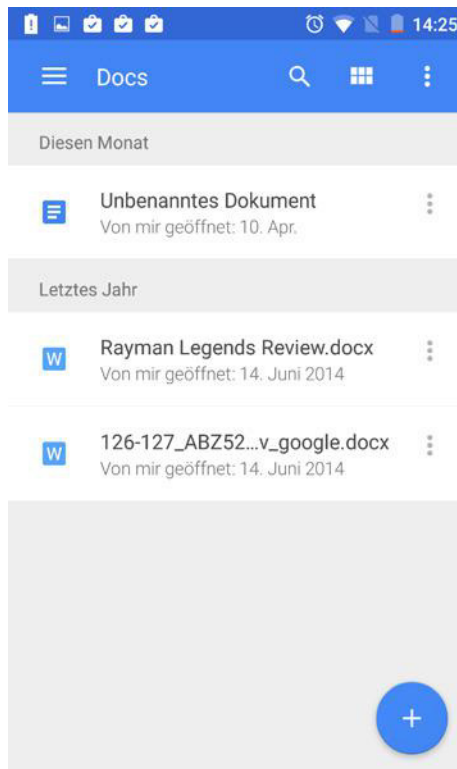 14:25
Docs
Diesen Monat
Unbenanntes Dokument
Von mir geöffnet: 10. Apr.
Letztes Jahr
W
Rayman Legends Review.docx
Von mir geöffnet: 14. Juni 2014
W
126-127_ABZ52...v_google.docx
Von mir geöffnet: 14. Juni 2014